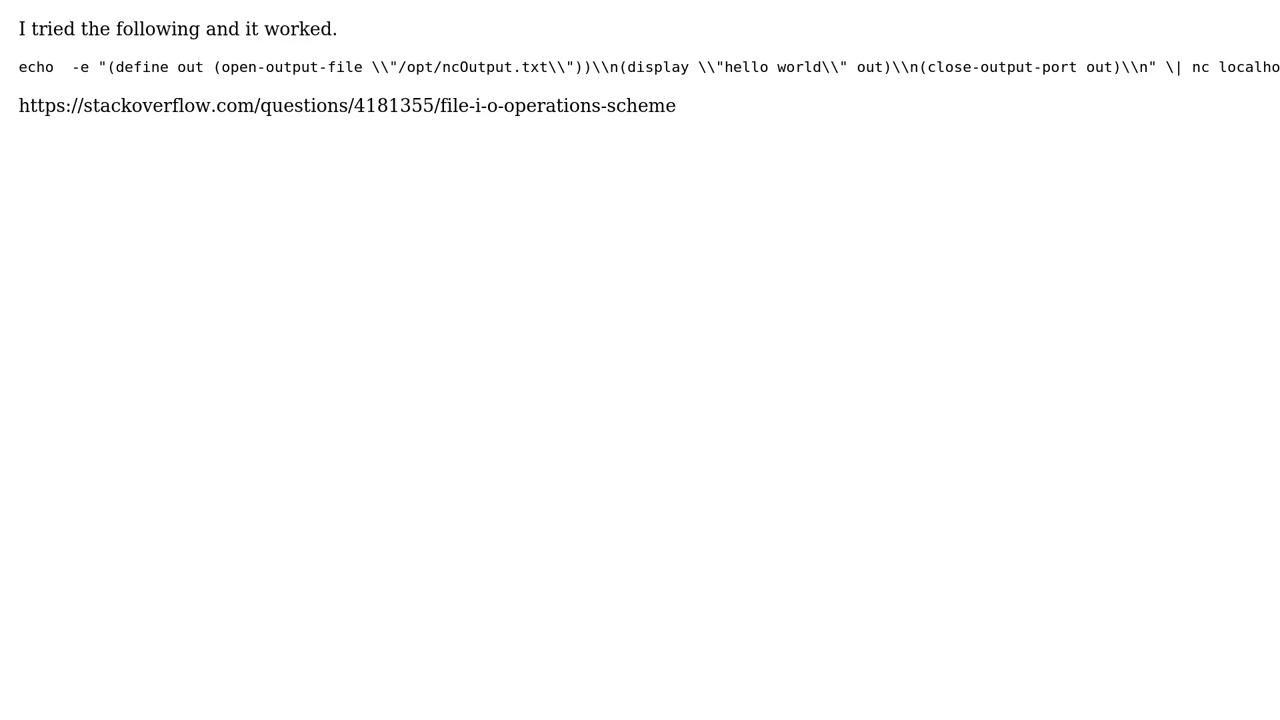 I tried the following and it worked.
echo  -e "(define out (open-output-file \\"/opt/ncOutput.txt\\"))\\n(display \\"hello world\\" out)\\n(close-output-port out)\\n" \| nc localho
https://stackoverflow.com/questions/4181355/file-i-o-operations-scheme